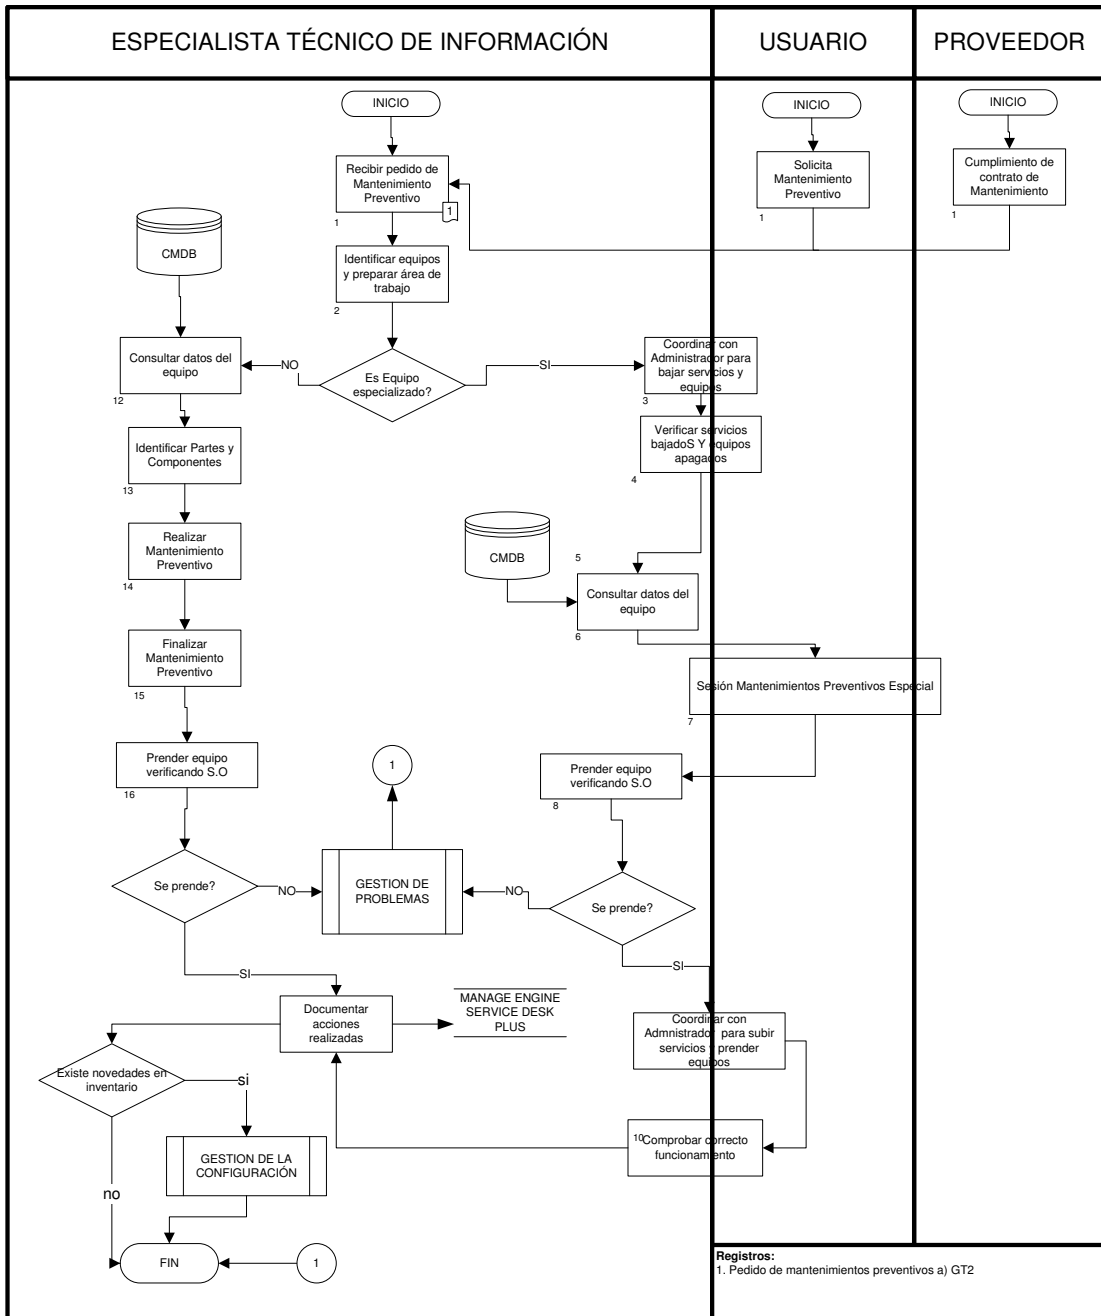 ESPECIALISTA TÉCNICO DE INFORMACIÓN
USUARIO
PROVEEDOR
INICIO
INICIO
INICIO
Recibir pedido de
Mantenimiento
Preventivo
1
1
Solicita
Mantenimiento
Preventivo
1
Cumplimiento de
contrato de
Mantenimiento
1
CMDB
Identificar equipos
y preparar área de
trabajo
2
Consultar datos del
equipo
12
NO
Es Equipo
especializado?
SI
Coordinar con
Administrador para
bajar servicios y
equipos
3
Identificar Partes y
Componentes
13
Verificar servicios
bajadoS Y equipos
apagados
4
Realizar
Mantenimiento
Preventivo
14
CMDB
5
Consultar datos del
equipo
6
Finalizar
Mantenimiento
Preventivo
15
Sesión Mantenimientos Preventivos Especial
7
Prender equipo
verificando S.O
16
1
Prender equipo
verificando S.O
8
Se prende?
NO
GESTION DE
PROBLEMAS
NO
Se prende?
SI
SI
Documentar
acciones
realizadas
MANAGE ENGINE
SERVICE DESK
PLUS
Coordinar con
Admnistrador para subir
servicios y prender
equipos
Existe novedades en
inventario
si
10
Comprobar correcto
funcionamiento
GESTION DE LA
CONFIGURACIÓN
no
FIN
1
Registros:
1. Pedido de mantenimientos preventivos a) GT2